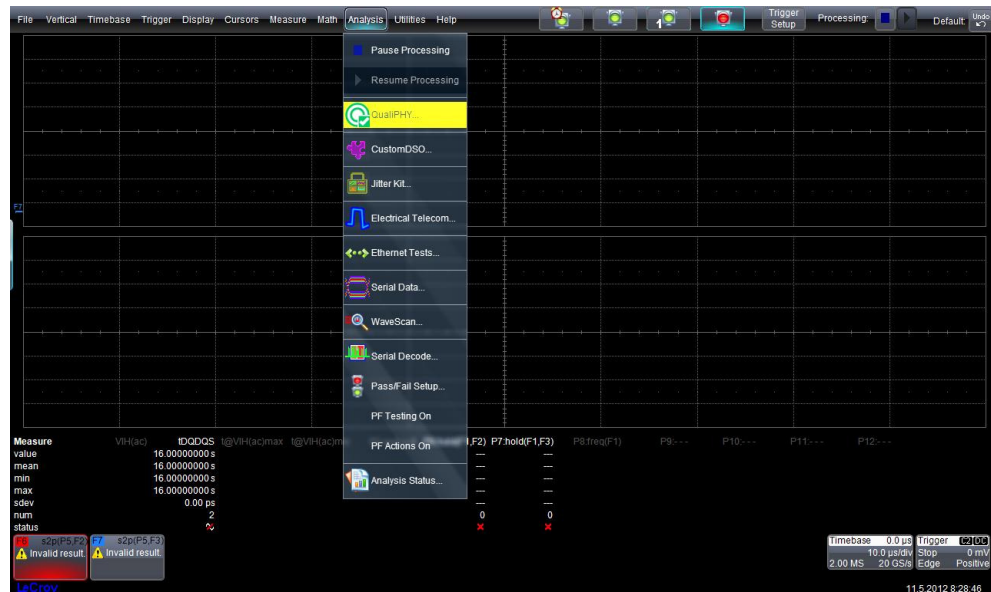 File Vertical Timebase Trigger Display Cursors Measure Math Analysis Utilities Help 1 Trigger Setup Processing: Default: Undo
Pause Processing
Resume Processing
QualiPHY...
CustomDSO...
Jitter Kit...
F7
Electrical Telecom...
Ethernet Tests...
Serial Data...
WaveScan...
Serial Decode...
Pass/Fail Setup...
PF Testing On
PF Actions On
Analysis Status...
Measure VIH(ac) tDQDQS t@VIH(ac)max 1,F2) P7:hold(F1,F3) P8:freq(F1) P9:--- P10:--- P11:--- P12:---
value 16.00000000 s --- ---
mean 16.00000000 s --- ---
min 16.00000000 s --- ---
max 16.00000000 s --- ---
sdev 0.00 ps --- ---
num 2 0 0
status
F6 s2p(P5,F2) F7 s2p(P5,F3)
Invalid result. Invalid result.
Timebase 0.0 µs Trigger C2 DC
10.0 µs/div Stop 0 mV
2.00 MS 20 GS/s Edge Positive
LeCroy 11.5.2012 8:28:46